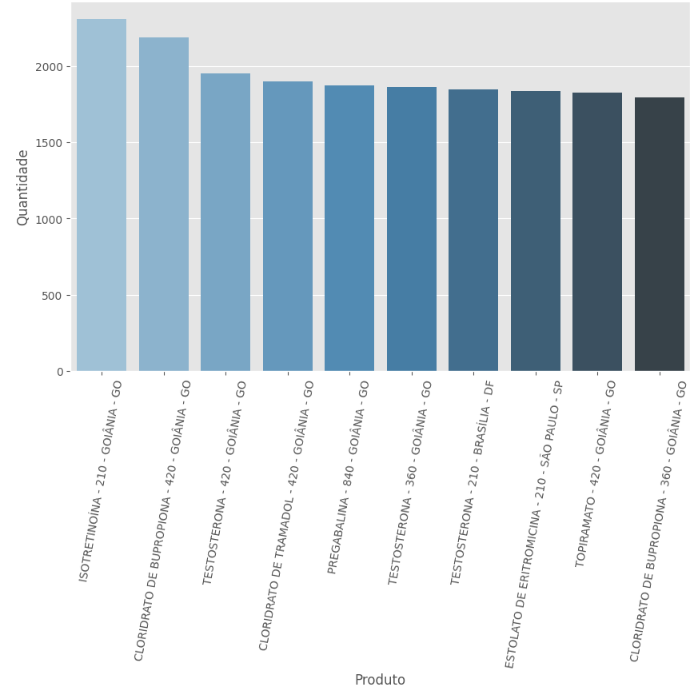 2000
1500
1000
500
0
Quantidade
ISOTRETINOÍNA - 210 - GOIÂNIA - GO
CLORIDRATO DE BUPROPIONA - 420 - GOIÂNIA - GO
TESTOSTERONA - 420 - GOIÂNIA - GO
CLORIDRATO DE TRAMADOL - 420 - GOIÂNIA - GO
PREGABALINA - 840 - GOIÂNIA - GO
TESTOSTERONA - 360 - GOIÂNIA - GO
TESTOSTERONA - 210 - BRASÍLIA - DF
ESTOLATO DE ERITROMICINA - 210 - SÃO PAULO - SP
TOPIRAMATO - 420 - GOIÂNIA - GO
CLORIDRATO DE BUPROPIONA - 360 - GOIÂNIA - GO
Produto